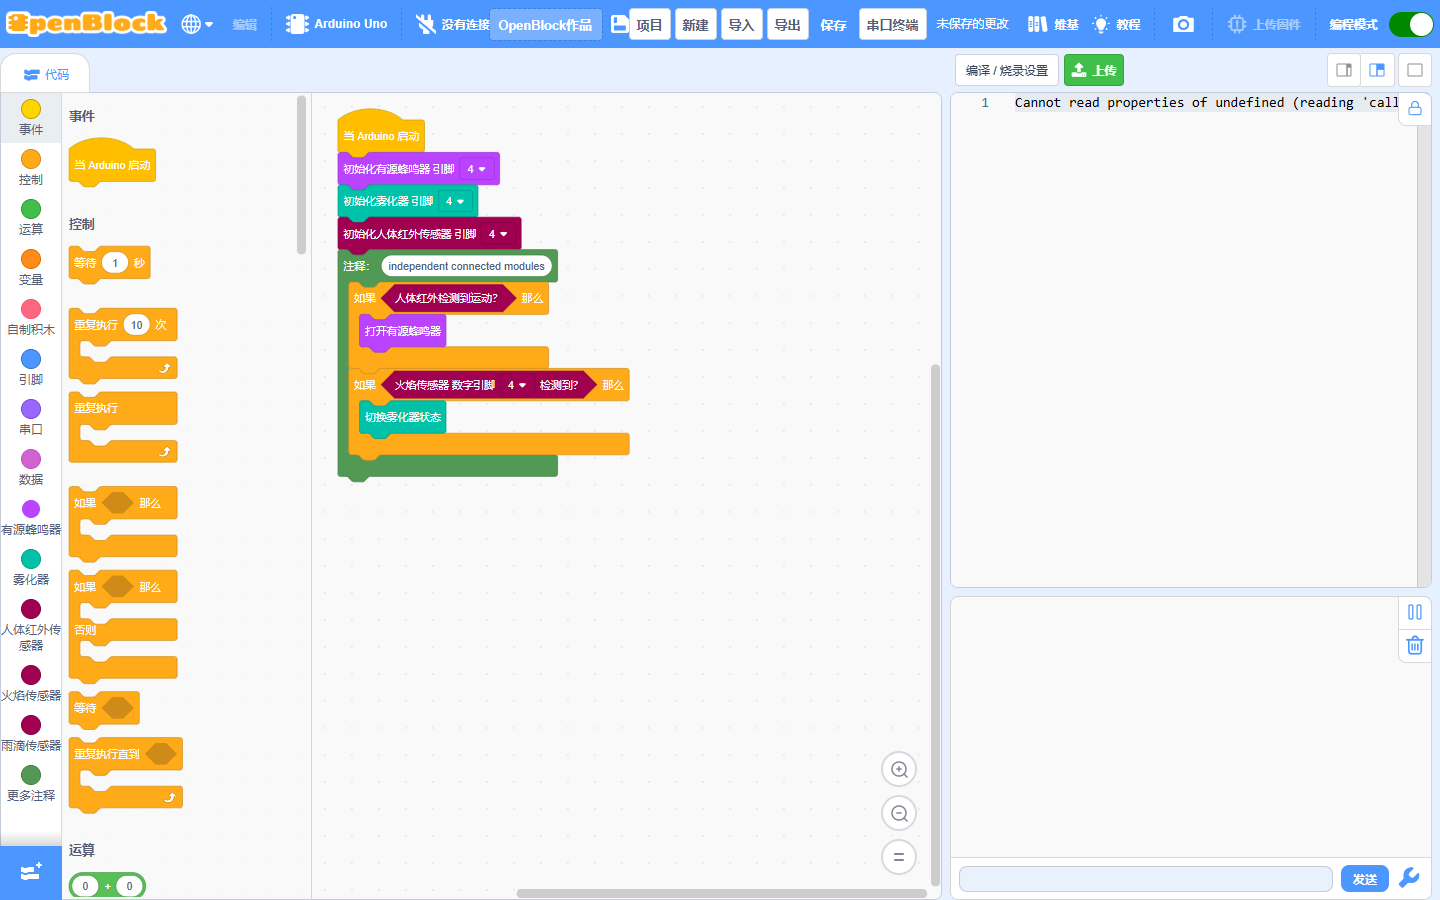 OpenBlock
编辑
Arduino Uno
没有连接
OpenBlock作品
项目
新建
导入
导出
保存
串口终端
未保存的更改
维基
教程
上传固件
编程模式
代码
编译 / 烧录设置
上传
事件
控制
运算
变量
自制积木
引脚
串口
数据
有源蜂鸣器
雾化器
人体红外传
感器
火焰传感器
雨滴传感器
更多注释
事件
当 Arduino 启动
控制
等待 1 秒
重复执行 10 次
重复执行
如果 那么
如果 那么
否则
等待
重复执行直到
运算
0 + 0
当 Arduino 启动
初始化有源蜂鸣器 引脚 4
初始化雾化器 引脚 4
初始化人体红外传感器 引脚 4
注释: independent connected modules
如果 人体红外检测到运动? 那么
打开有源蜂鸣器
如果 火焰传感器 数字引脚 4 检测到? 那么
切换雾化器状态
1 Cannot read properties of undefined (reading 'call
发送